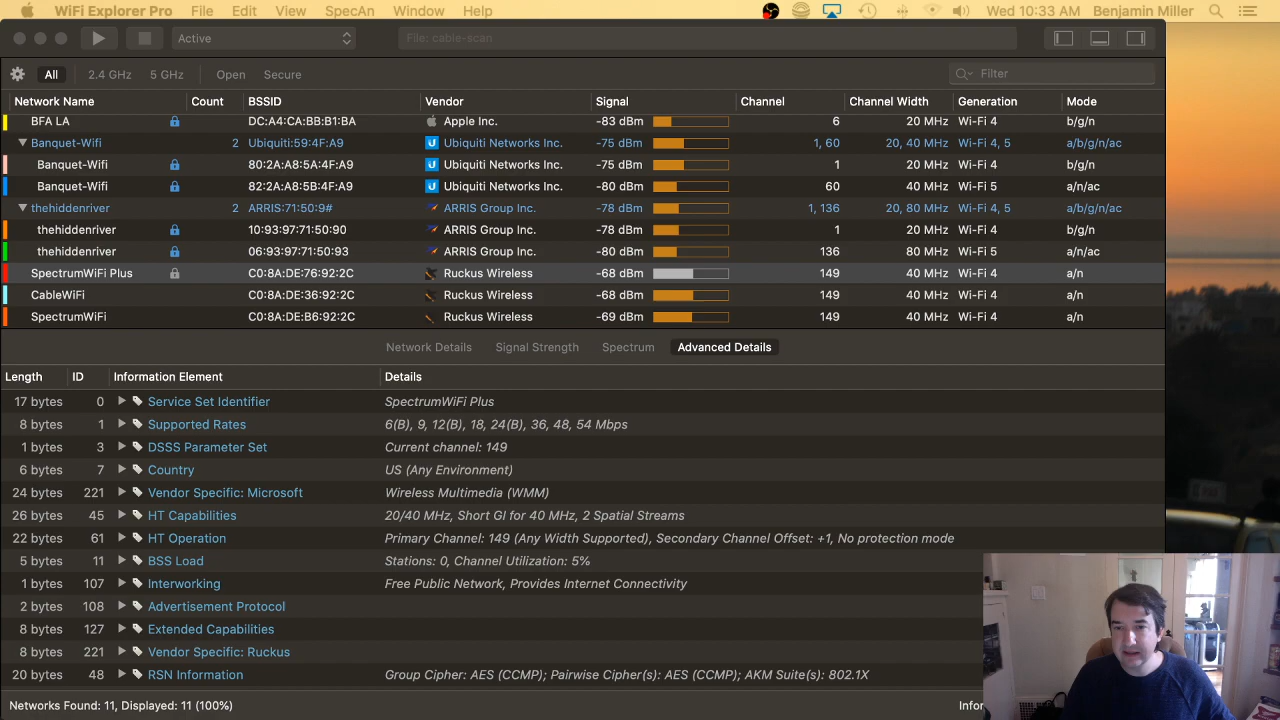 WiFi Explorer Pro File Edit View SpecAn Window Help Wed 10:33 AM Benjamin Miller
Active File: cable-scan
All 2.4 GHz 5 GHz Open Secure Filter
Network Name Count BSSID Vendor Signal Channel Channel Width Generation Mode
BFA LA DC:A4:CA:BB:B1:BA Apple Inc. -83 dBm 6 20 MHz Wi-Fi 4 b/g/n
Banquet-Wifi 2 Ubiquiti:59:4F:A9 Ubiquiti Networks Inc. -75 dBm 1, 60 20, 40 MHz Wi-Fi 4, 5 a/b/g/n/ac
Banquet-Wifi 80:2A:A8:5A:4F:A9 Ubiquiti Networks Inc. -75 dBm 1 20 MHz Wi-Fi 4 b/g/n
Banquet-Wifi 82:2A:A8:5B:4F:A9 Ubiquiti Networks Inc. -80 dBm 60 40 MHz Wi-Fi 5 a/n/ac
thehiddenriver 2 ARRIS:71:50:9# ARRIS Group Inc. -78 dBm 1, 136 20, 80 MHz Wi-Fi 4, 5 a/b/g/n/ac
thehiddenriver 10:93:97:71:50:90 ARRIS Group Inc. -78 dBm 1 20 MHz Wi-Fi 4 b/g/n
thehiddenriver 06:93:97:71:50:93 ARRIS Group Inc. -80 dBm 136 80 MHz Wi-Fi 5 a/n/ac
SpectrumWiFi Plus C0:8A:DE:76:92:2C Ruckus Wireless -68 dBm 149 40 MHz Wi-Fi 4 a/n
CableWiFi C0:8A:DE:36:92:2C Ruckus Wireless -68 dBm 149 40 MHz Wi-Fi 4 a/n
SpectrumWiFi C0:8A:DE:B6:92:2C Ruckus Wireless -69 dBm 149 40 MHz Wi-Fi 4 a/n
Network Details Signal Strength Spectrum Advanced Details
Length ID Information Element Details
17 bytes 0 Service Set Identifier SpectrumWiFi Plus
8 bytes 1 Supported Rates 6(B), 9, 12(B), 18, 24(B), 36, 48, 54 Mbps
1 byte 3 DSSS Parameter Set Current channel: 149
6 bytes 7 Country US (Any Environment)
24 bytes 221 Vendor Specific: Microsoft Wireless Multimedia (WMM)
26 bytes 45 HT Capabilities 20/40 MHz, Short GI for 40 MHz, 2 Spatial Streams
22 bytes 61 HT Operation Primary Channel: 149 (Any Width Supported), Secondary Channel Offset: +1, No protection mode
5 bytes 11 BSS Load Stations: 0, Channel Utilization: 5%
1 bytes 107 Interworking Free Public Network, Provides Internet Connectivity
2 bytes 108 Advertisement Protocol
8 bytes 127 Extended Capabilities
8 bytes 221 Vendor Specific: Ruckus
20 bytes 48 RSN Information Group Cipher: AES (CCMP); Pairwise Cipher(s): AES (CCMP); AKM Suite(s): 802.1X
Networks Found: 11, Displayed: 11 (100%) Infor